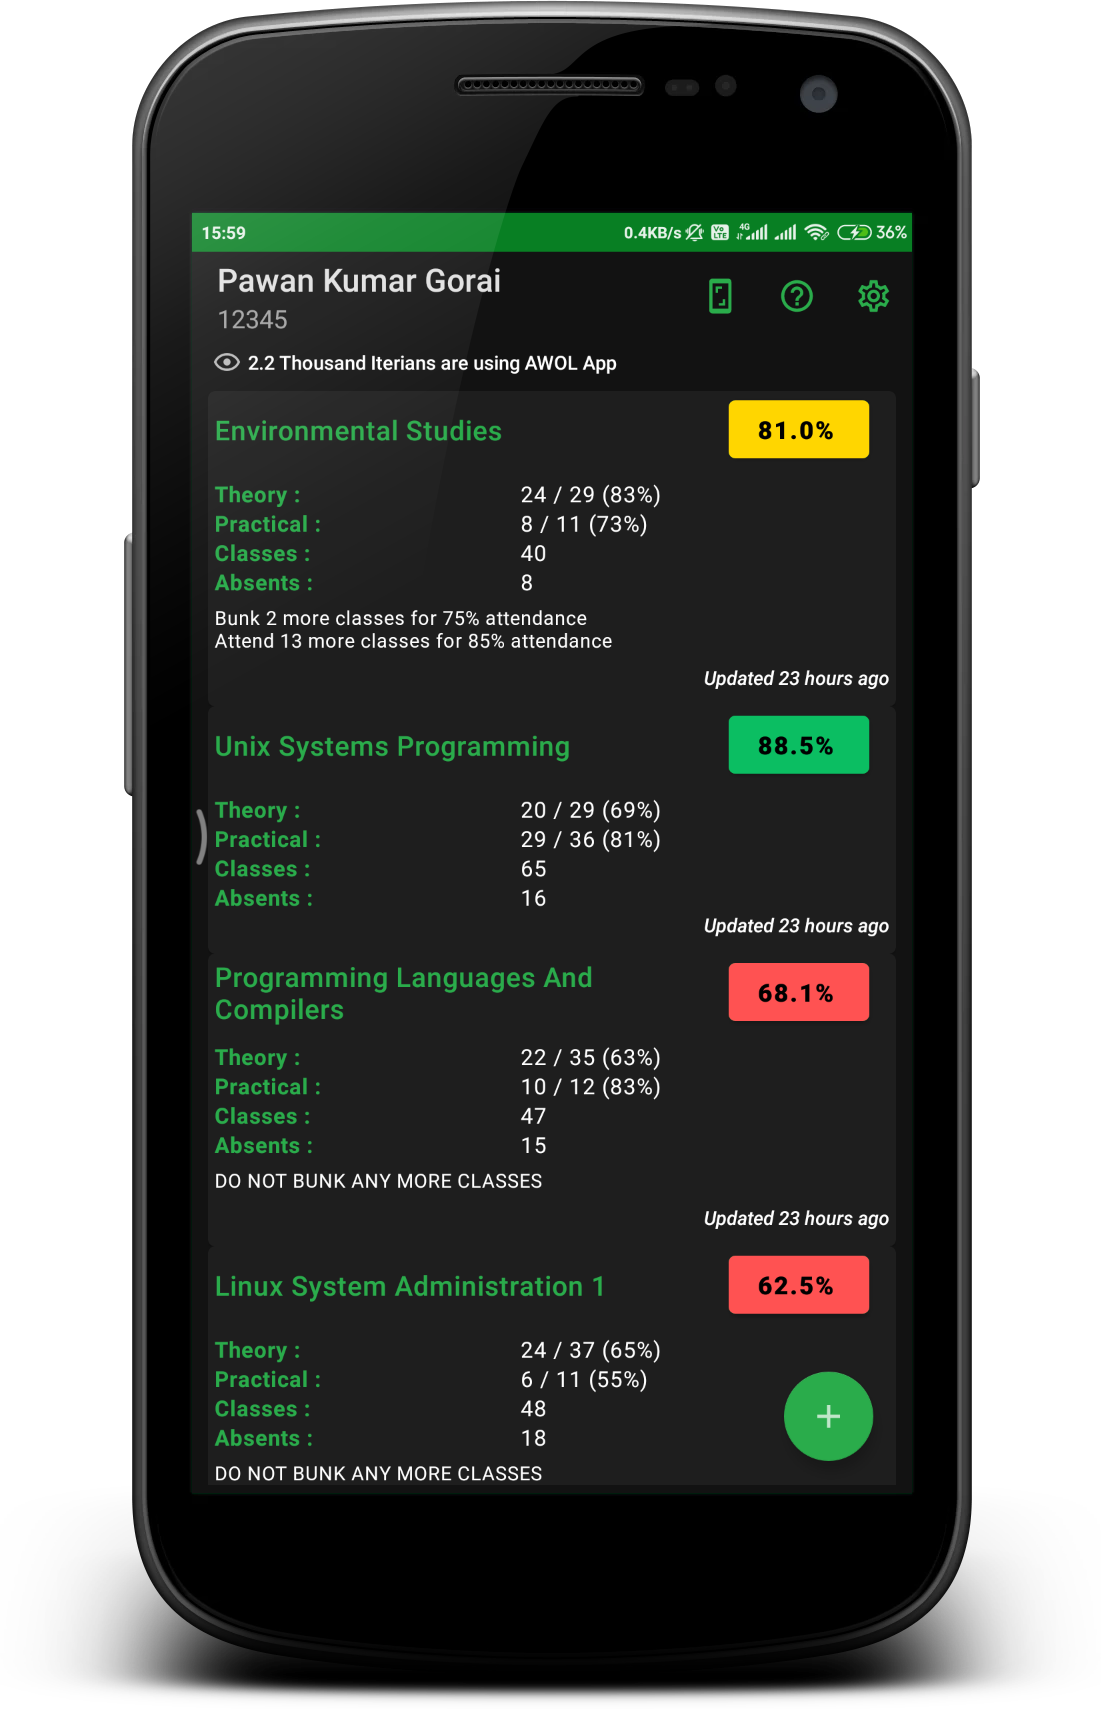 15:59 0.4KB/s VoLTE 4G 36%
Pawan Kumar Gorai
12345
2.2 Thousand Iterians are using AWOL App
Environmental Studies 81.0%
Theory : 24 / 29 (83%)
Practical : 8 / 11 (73%)
Classes : 40
Absents : 8
Bunk 2 more classes for 75% attendance
Attend 13 more classes for 85% attendance
Updated 23 hours ago
Unix Systems Programming 88.5%
Theory : 20 / 29 (69%)
Practical : 29 / 36 (81%)
Classes : 65
Absents : 16
Updated 23 hours ago
Programming Languages And
Compilers 68.1%
Theory : 22 / 35 (63%)
Practical : 10 / 12 (83%)
Classes : 47
Absents : 15
DO NOT BUNK ANY MORE CLASSES
Updated 23 hours ago
Linux System Administration 1 62.5%
Theory : 24 / 37 (65%)
Practical : 6 / 11 (55%)
Classes : 48
Absents : 18
DO NOT BUNK ANY MORE CLASSES